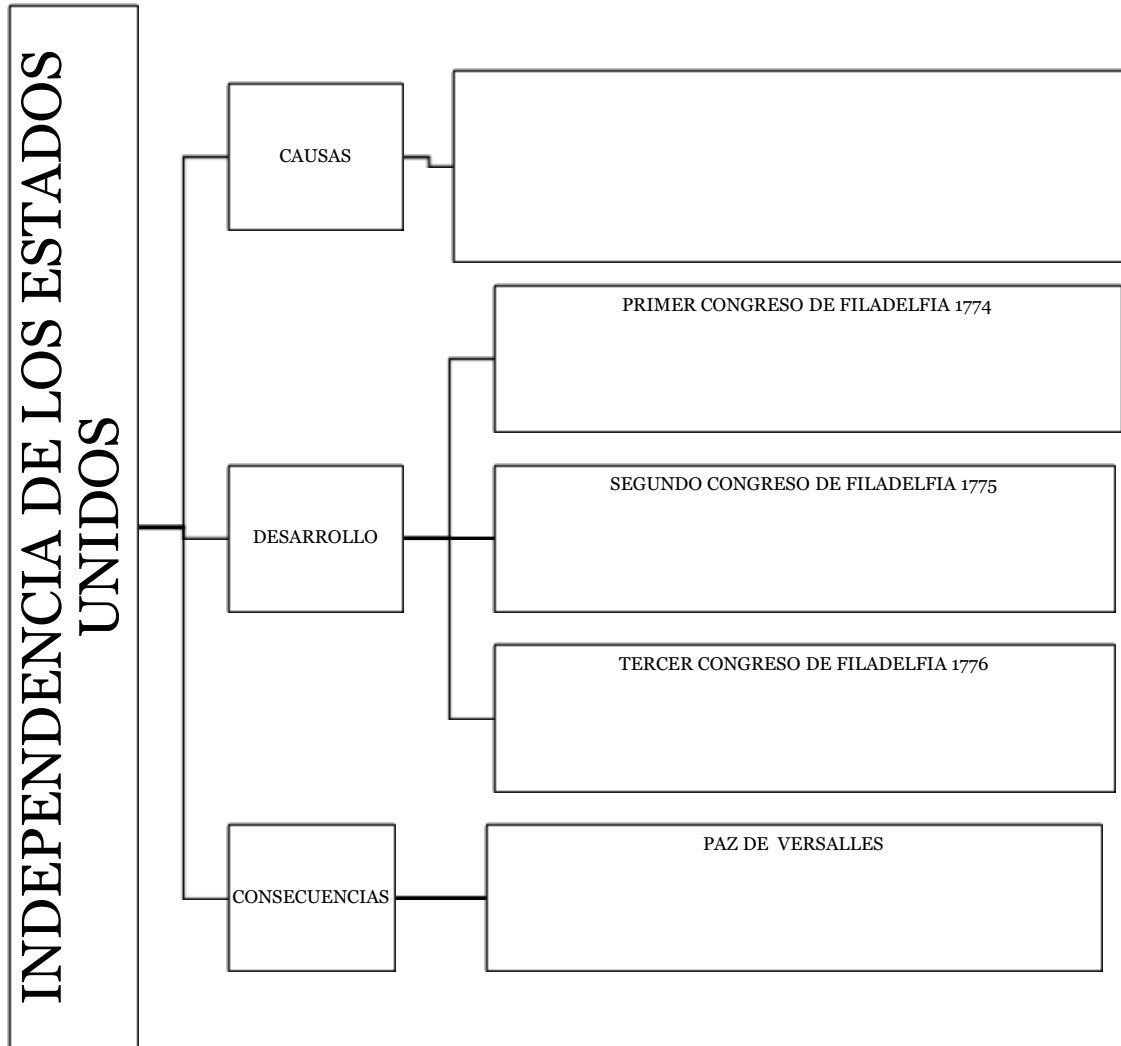 INDEPENDENCIA DE LOS ESTADOS
UNIDOS
CAUSAS
DESARROLLO
PRIMER CONGRESO DE FILADELFIA 1774
SEGUNDO CONGRESO DE FILADELFIA 1775
TERCER CONGRESO DE FILADELFIA 1776
CONSECUENCIAS
PAZ DE VERSALLES